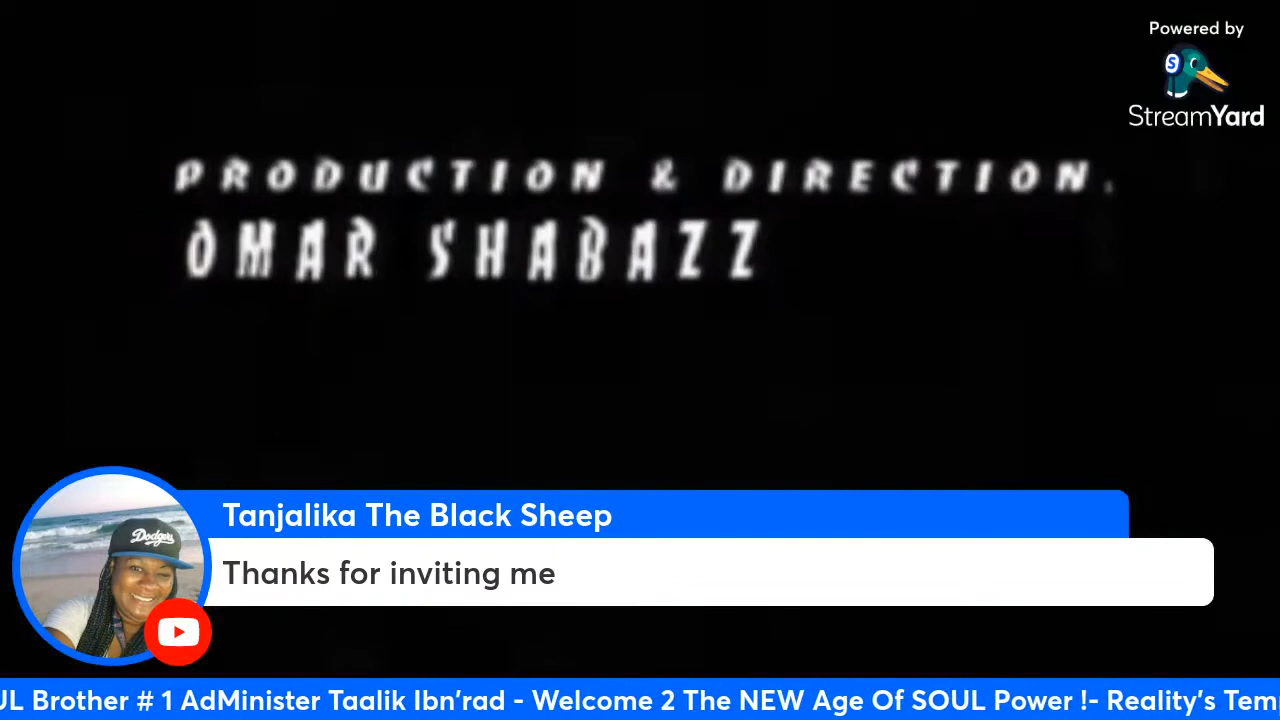 Powered by
StreamYard
PRODUCTION & DIRECTION.
OMAR SHABAZZ
Dodgers
Tanjalika The Black Sheep
Thanks for inviting me
UL Brother # 1 AdMinister Taalik Ibn'rad - Welcome 2 The NEW Age Of SOUL Power !- Reality's Tem